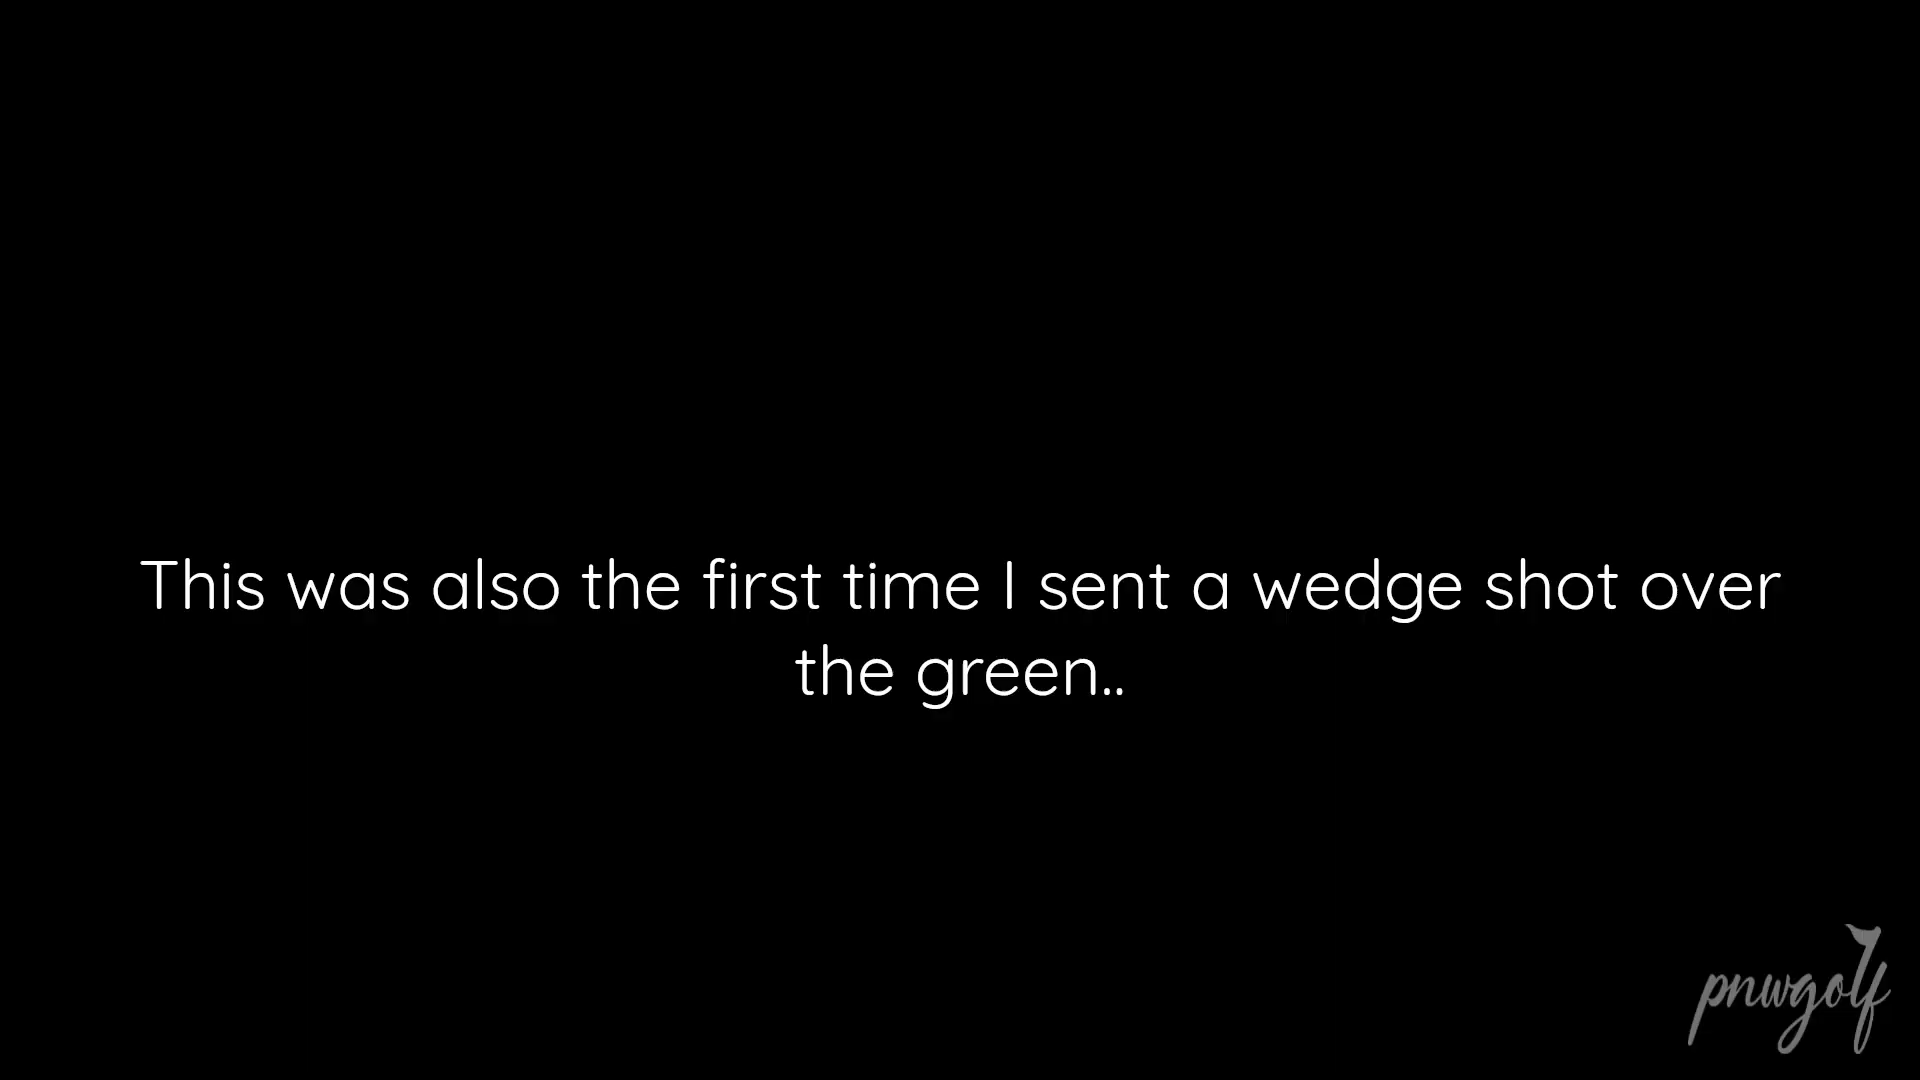 This was also the first time I sent a wedge shot over
the green..
pnwgolf